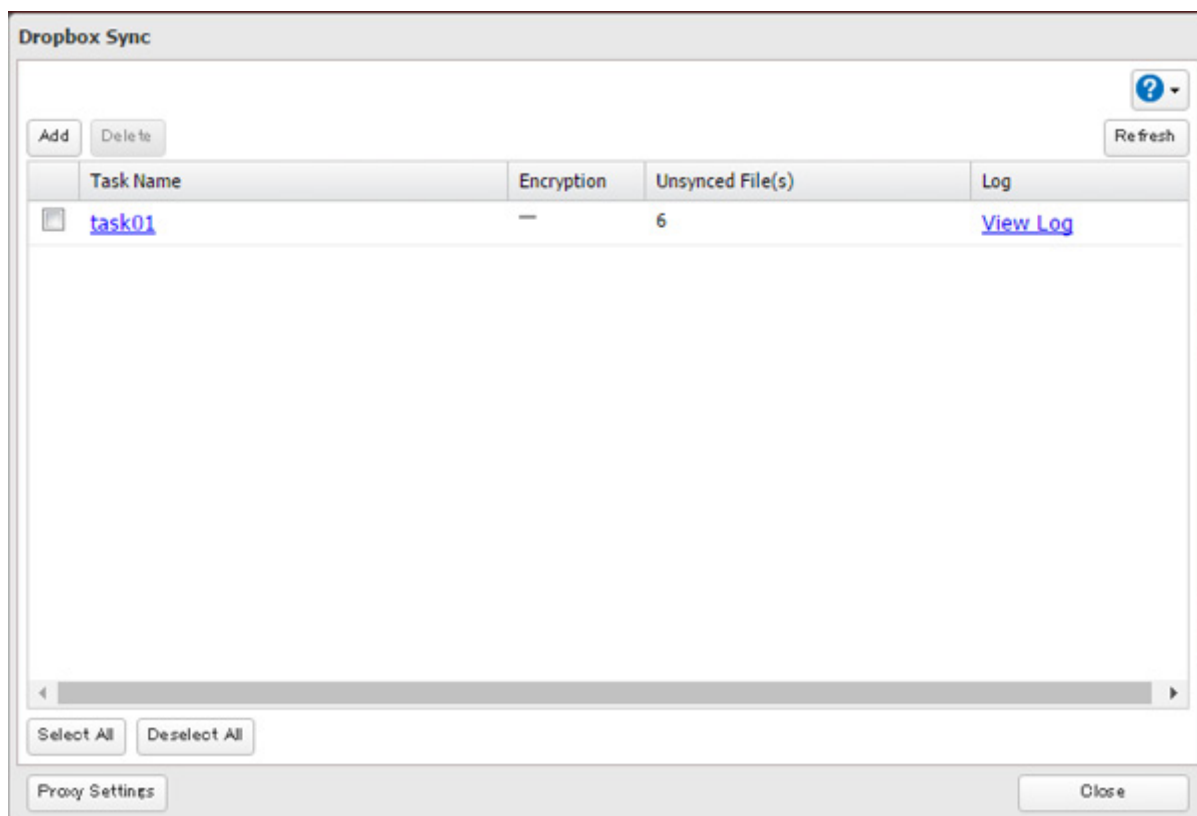 Dropbox Sync
?
Add Delete Refresh
Task Name Encryption Unsynced File(s) Log
task01 — 6 View Log
Select All Deselect All
Proxy Settings Close